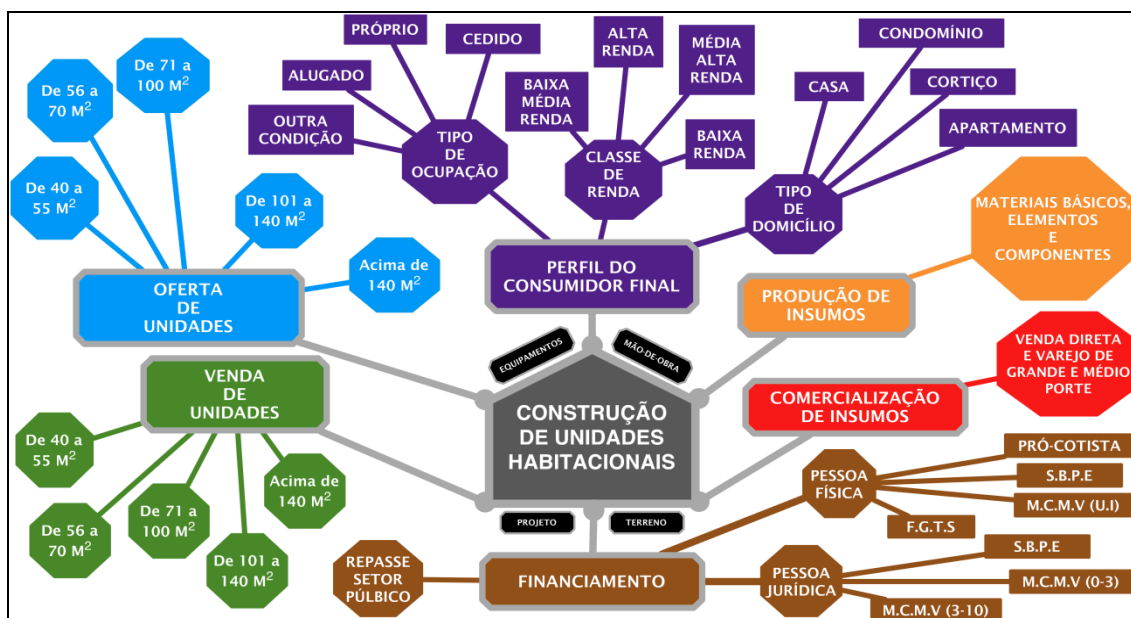 De 56 a
70 M²
De 71 a
100 M²
De 40 a
55 M²
De 101 a
140 M²
Acima de
140 M²
OFERTA
DE
UNIDADES
PRÓPRIO
CEDIDO
ALUGADO
OUTRA
CONDIÇÃO
TIPO
DE
OCUPAÇÃO
ALTA
RENDA
MÉDIA
ALTA
RENDA
BAIXA
MÉDIA
RENDA
BAIXA
RENDA
CLASSE
DE
RENDA
CONDOMÍNIO
CASA
CORTIÇO
APARTAMENTO
TIPO
DE
DOMICÍLIO
PERFIL DO
CONSUMIDOR FINAL
MATERIAIS BÁSICOS,
ELEMENTOS
E
COMPONENTES
PRODUÇÃO DE
INSUMOS
VENDA DIRETA
E VAREJO DE
GRANDE E MÉDIO
PORTE
COMERCIALIZAÇÃO
DE INSUMOS
EQUIPAMENTOS
MÃO-DE-OBRA
CONSTRUÇÃO
DE UNIDADES
HABITACIONAIS
PROJETO
TERRENO
VENDA
DE
UNIDADES
De 40 a
55 M²
De 56 a
70 M²
De 71 a
100 M²
De 101 a
140 M²
Acima de
140 M²
REPASSE
SETOR
PÚLBICO
FINANCIAMENTO
PESSOA
FÍSICA
PRÓ-COTISTA
S.B.P.E
M.C.M.V (U.I)
F.G.T.S
PESSOA
JURÍDICA
S.B.P.E
M.C.M.V (0-3)
M.C.M.V (3-10)